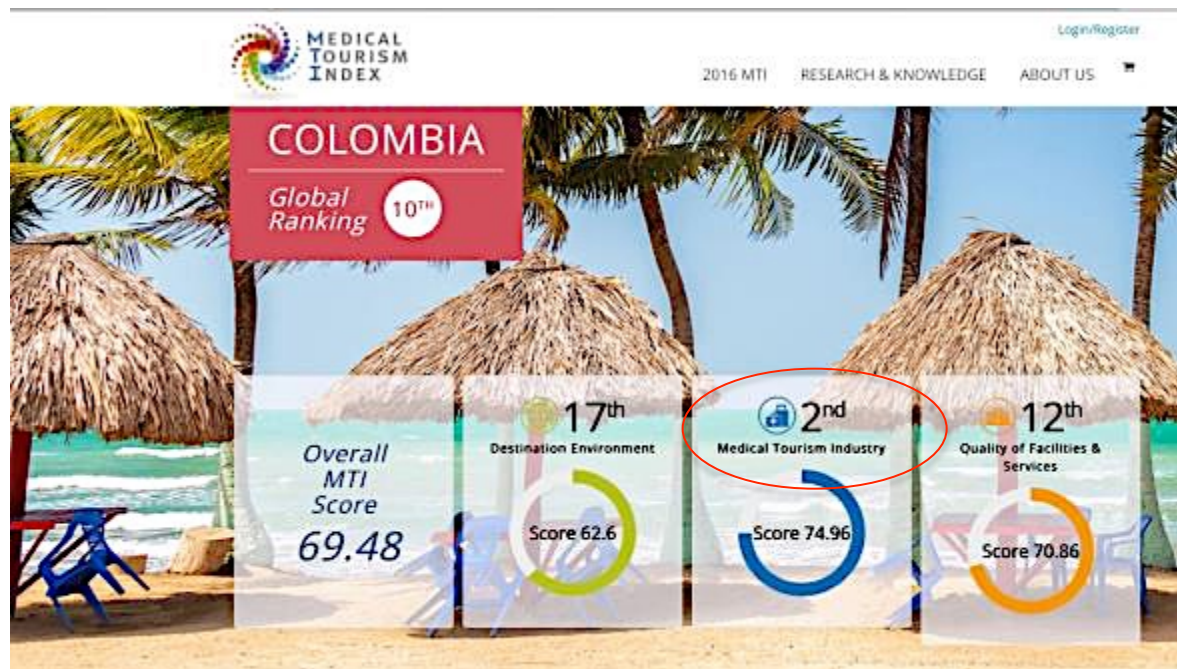 MEDICAL
TOURISM
INDEX
Login/Register
2016 MTI RESEARCH & KNOWLEDGE ABOUT US
COLOMBIA
Global
Ranking
10TH
Overall
MTI
Score
69.48
17th
Destination Environment
Score 62.6
2nd
Medical Tourism Industry
Score 74.96
12th
Quality of Facilities &
Services
Score 70.86